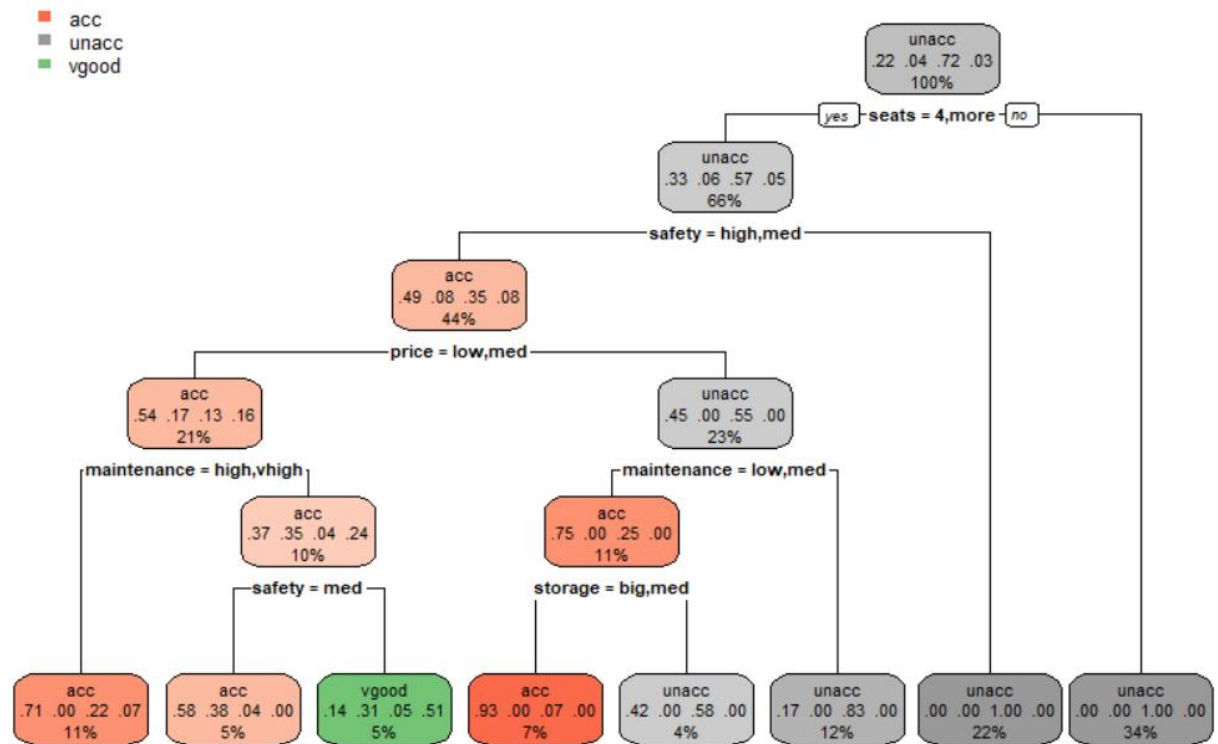 acc
unacc
vgood
unacc
.22 .04 .72 .03
100%
yes seats = 4,more no
unacc
.33 .06 .57 .05
66%
safety = high,med
acc
.49 .08 .35 .08
44%
price = low,med
acc
.54 .17 .13 .16
21%
unacc
.45 .00 .55 .00
23%
maintenance = high,vhigh
maintenance = low,med
acc
.37 .35 .04 .24
10%
acc
.75 .00 .25 .00
11%
safety = med
storage = big,med
acc
.71 .00 .22 .07
11%
acc
.58 .38 .04 .00
5%
vgood
.14 .31 .05 .51
5%
acc
.93 .00 .07 .00
7%
unacc
.42 .00 .58 .00
4%
unacc
.17 .00 .83 .00
12%
unacc
.00 .00 1.00 .00
22%
unacc
.00 .00 1.00 .00
34%